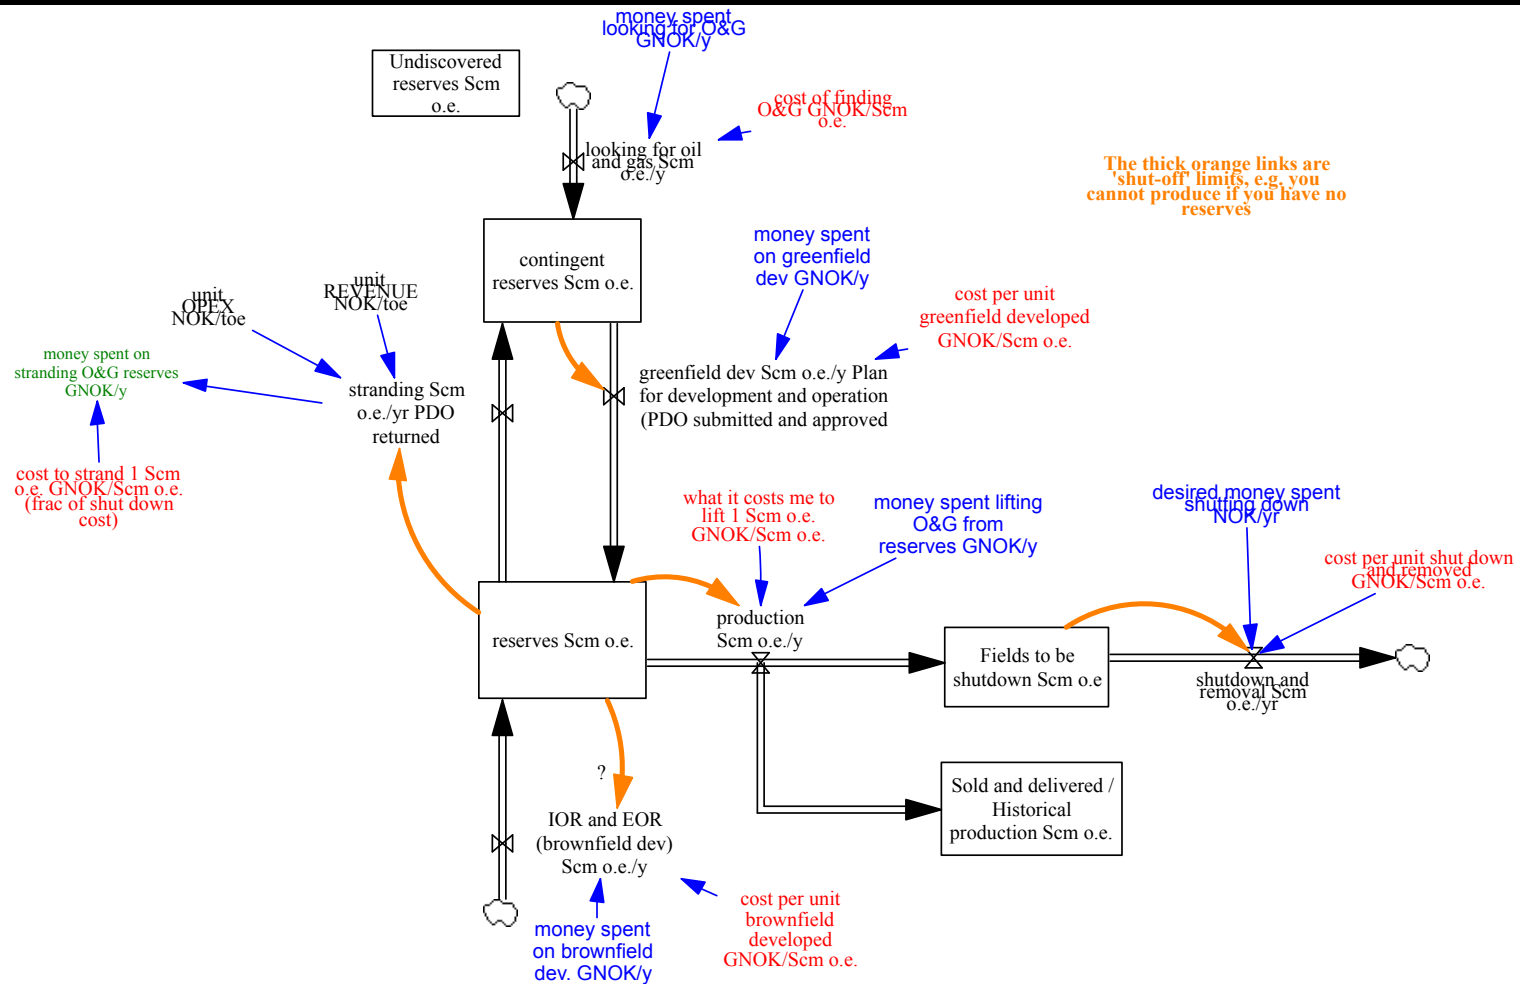 money spent
looking for O&G
GNOK/y
Undiscovered
reserves Scm
o.e.
cost of finding
O&G GNOK/Scm
o.e.
looking for oil
and gas Scm
o.e./y
The thick orange links are
'shut-off' limits, e.g. you
cannot produce if you have no
reserves
contingent
reserves Scm o.e.
money spent
on greenfield
dev GNOK/y
unit
OPEX
NOK/toe
unit
REVENUE
NOK/toe
cost per unit
greenfield developed
GNOK/Scm o.e.
money spent on
stranding O&G reserves
GNOK/y
stranding Scm
o.e./yr PDO
returned
greenfield dev Scm o.e./y Plan
for development and operation
(PDO submitted and approved
cost to strand 1 Scm
o.e. GNOK/Scm o.e.
(frac of shut down
cost)
what it costs me to
lift 1 Scm o.e.
GNOK/Scm o.e.
money spent lifting
O&G from
reserves GNOK/y
desired money spent
shutting down
NOK/yr
cost per unit shut down
and removed
GNOK/Scm o.e.
reserves Scm o.e.
production
Scm o.e./y
Fields to be
shutdown Scm o.e
shutdown and
removal Scm
o.e./yr
?
IOR and EOR
(brownfield dev)
Scm o.e./y
Sold and delivered /
Historical
production Scm o.e.
money spent
on brownfield
dev. GNOK/y
cost per unit
brownfield
developed
GNOK/Scm o.e.